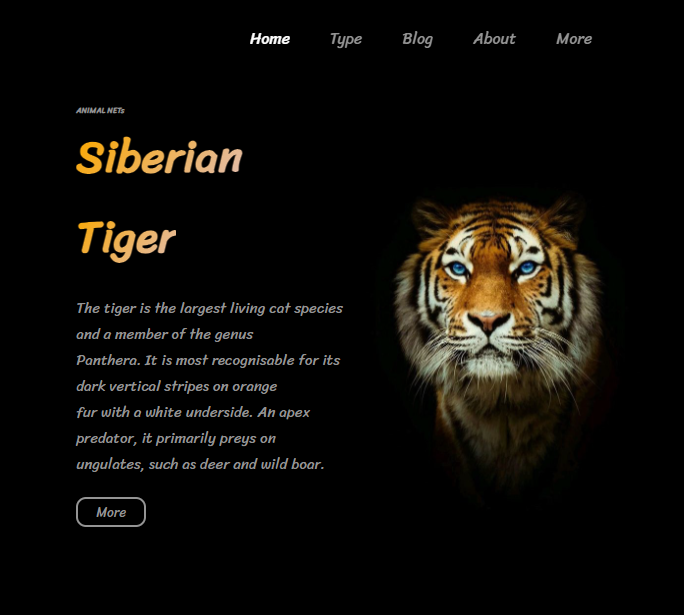 Home Type Blog About More
ANIMAL NETs
Siberian
Tiger
The tiger is the largest living cat species
and a member of the genus
Panthera. It is most recognisable for its
dark vertical stripes on orange
fur with a white underside. An apex
predator, it primarily preys on
ungulates, such as deer and wild boar.
More